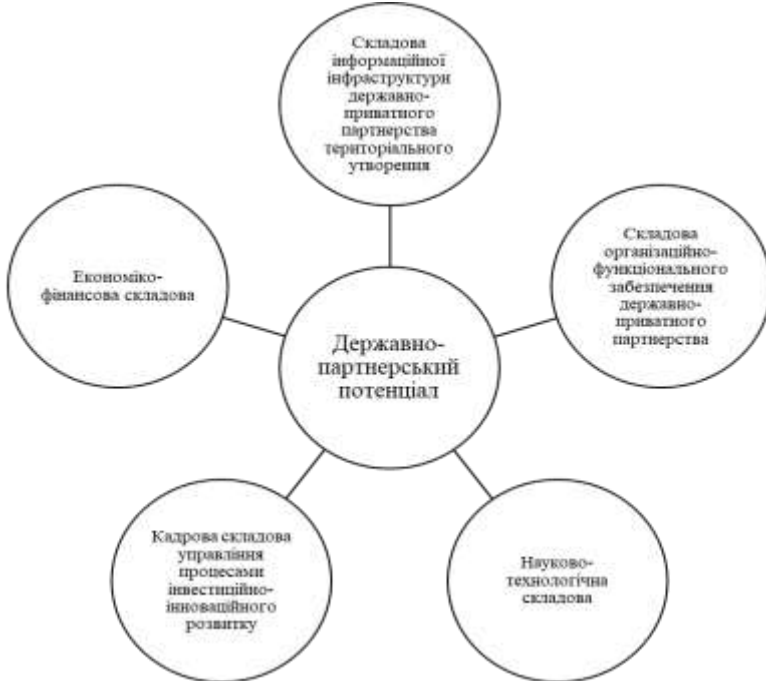 Складова
інформаційної
інфраструктури
державно-
приватного
партнерства
територіального
утворення
Економіко-
фінансова складова
Складова
організаційно-
функціонального
забезпечення
державно-
приватного
партнерства
Державно-
партнерський
потенціал
Кадрова складова
управління
процесами
інвестиційно-
інноваційного
розвитку
Науково-
технологічна
складова